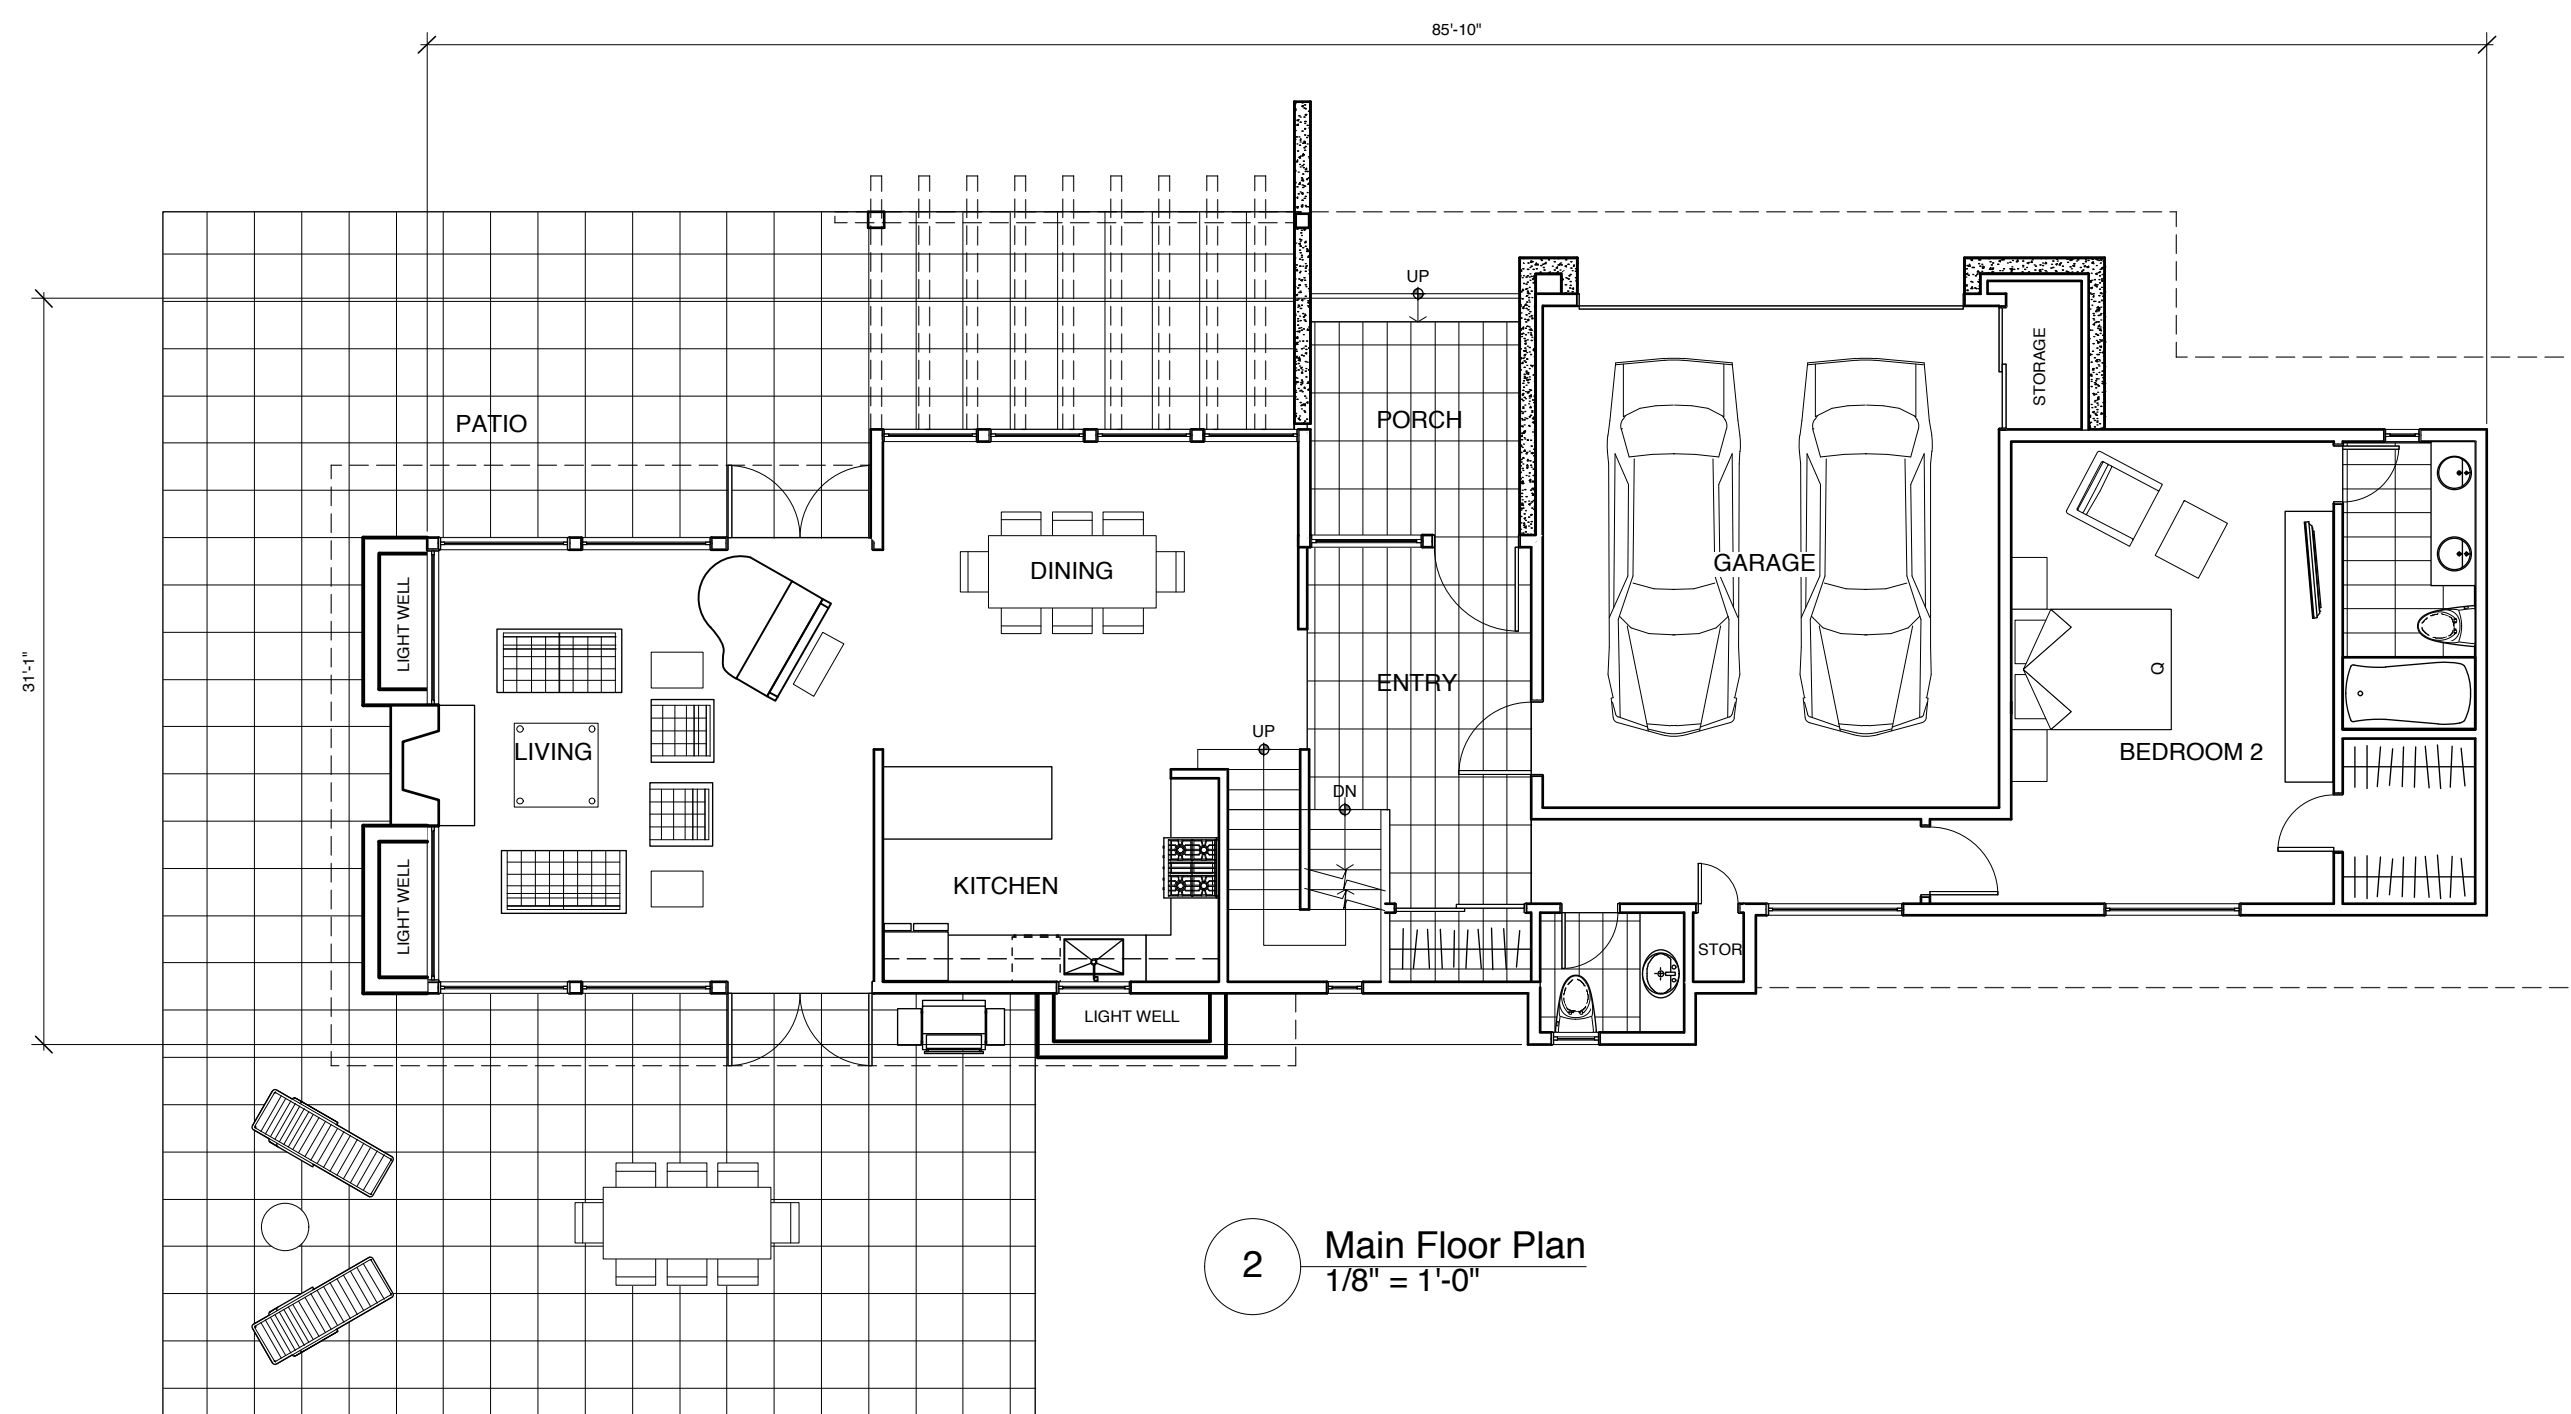 85'-10"
UP
STORAGE
PATIO
PORCH
GARAGE
DINING
LIGHT WELL
31'-1"
Q
ENTRY
UP
LIVING
BEDROOM 2
DN
KITCHEN
LIGHT WELL
STOR
LIGHT WELL
2
Main Floor Plan
1/8" = 1'-0"